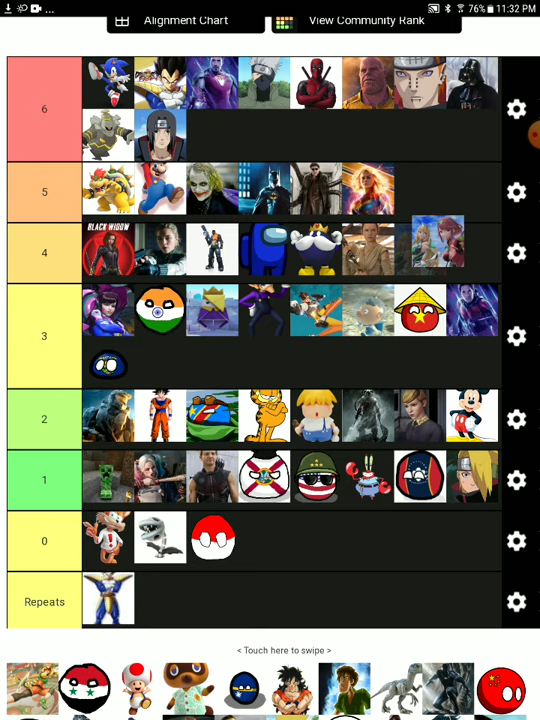 76% 11:32 PM
Alignment Chart
View Community Rank
6
5
BLACK WIDOW
4
3
2
1
0
Repeats
< Touch here to swipe >